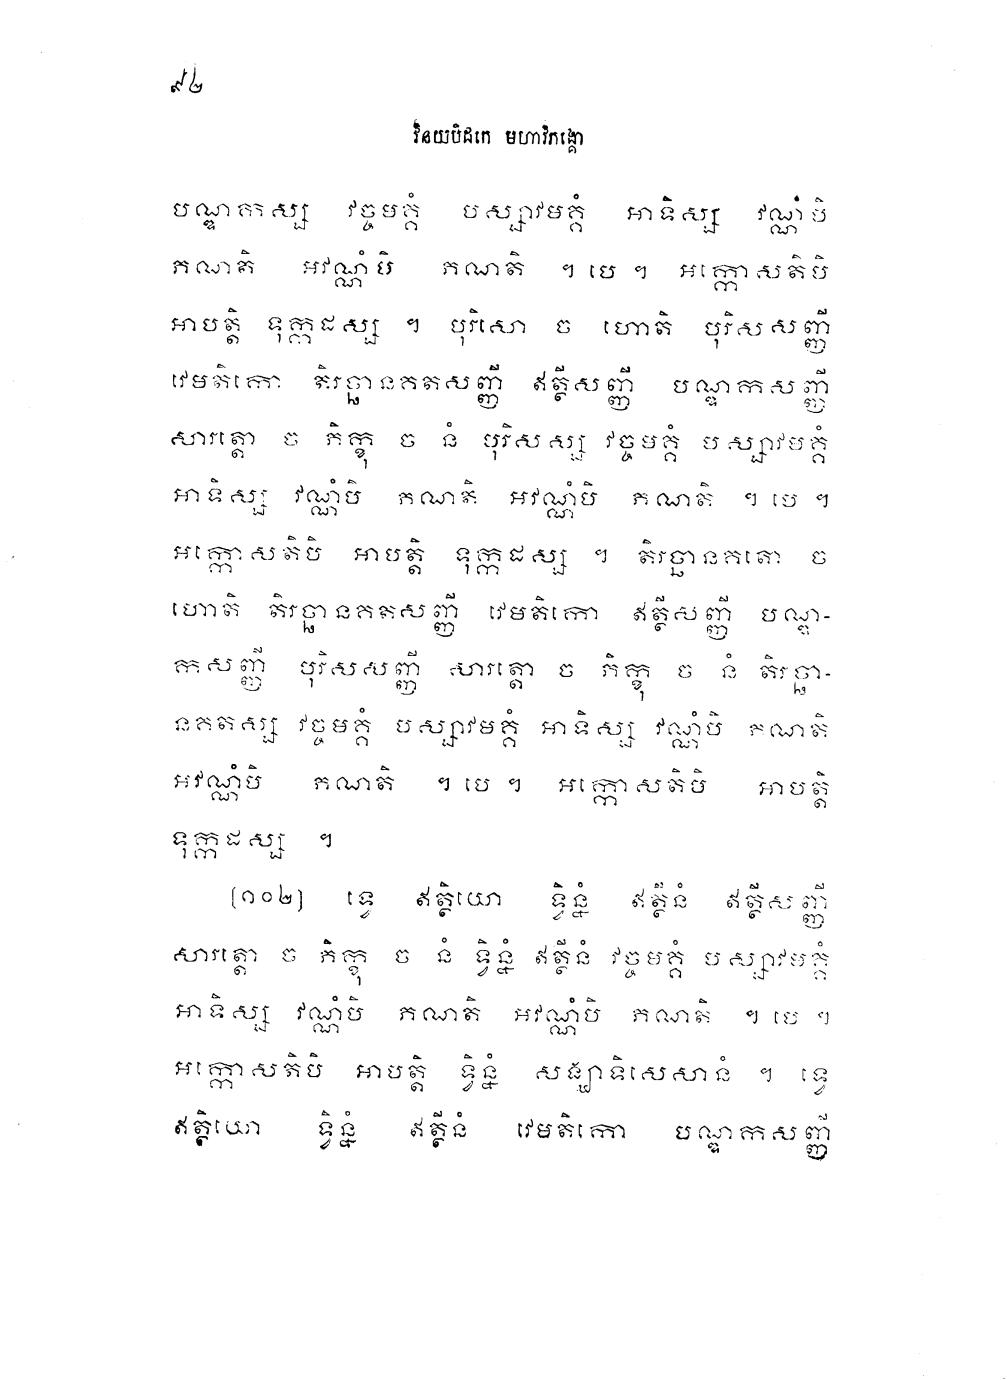 ៩៤
វិនយបិដកេ មហាវិភង្គោ
បណ្ឌកស្ស វច្ចមគ្គំ បស្សាវមគ្គំ អាទិស្ស វណ្ណំបិ
ភណតិ អវណ្ណំបិ ភណតិ ។ បេ ។ អក្កោសតិបិ
អាបត្តិ ទុក្កដស្ស ។ បុរិសោ ច ហោតិ បុរិសសញ្ញី
វេមតិកោ តិរច្ឆានគតសញ្ញី ឥត្ថីសញ្ញី បណ្ឌកសញ្ញី
សារត្តោ ច ភិក្ខុ ច នំ បុរិសស្ស វច្ចមគ្គំ បស្សាវមគ្គំ
អាទិស្ស វណ្ណំបិ ភណតិ អវណ្ណំបិ ភណតិ ។ បេ ។
អក្កោសតិបិ អាបត្តិ ទុក្កដស្ស ។ តិរច្ឆានគតោ ច
ហោតិ តិរច្ឆានគតសញ្ញី វេមតិកោ ឥត្ថីសញ្ញី បណ្ឌ-
កសញ្ញី បុរិសសញ្ញី សារត្តោ ច ភិក្ខុ ច នំ តិរច្ឆា-
នគតស្ស វច្ចមគ្គំ បស្សាវមគ្គំ អាទិស្ស វណ្ណំបិ ភណតិ
អវណ្ណំបិ ភណតិ ។ បេ ។ អក្កោសតិបិ អាបត្តិ
ទុក្កដស្ស ។
[១០២] ទ្វេ ឥត្ថិយោ ទ្វិន្នំ ឥត្ថីនំ ឥត្ថីសញ្ញី
សារត្តោ ច ភិក្ខុ ច នំ ទ្វិន្នំ ឥត្ថីនំ វច្ចមគ្គំ បស្សាវមគ្គំ
អាទិស្ស វណ្ណំបិ ភណតិ អវណ្ណំបិ ភណតិ ។ បេ ។
អក្កោសតិបិ អាបត្តិ ទ្វិន្នំ សង្ឃាទិសេសានំ ។ ទ្វេ
ឥត្ថិយោ ទ្វិន្នំ ឥត្ថីនំ វេមតិកោ បណ្ឌកសញ្ញី